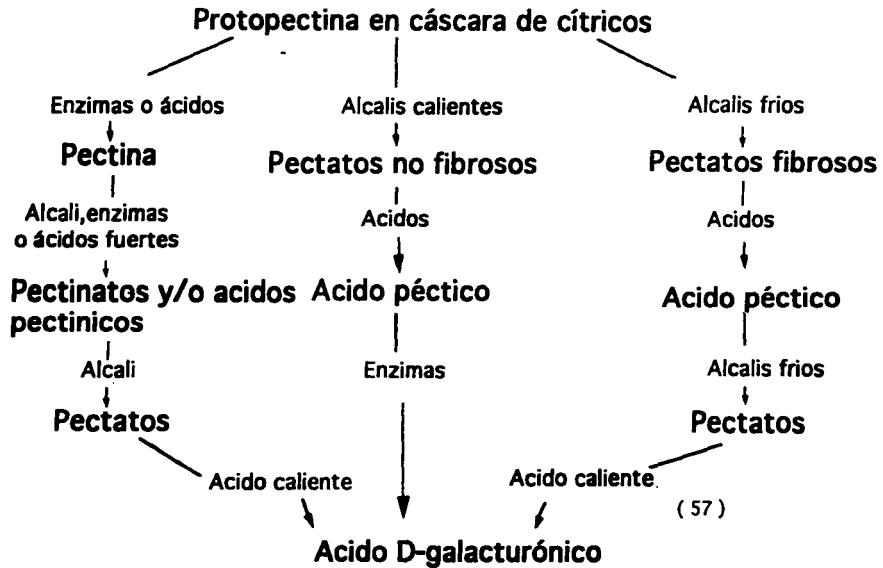 Protopectina en cáscara de cítricos
Enzimas o ácidos Alcalis calientes Alcalis frios
Pectina Pectatos no fibrosos Pectatos fibrosos
Alcali,enzimas
o ácidos fuertes
Acidos Acidos
Pectinatos y/o acidos
pectinicos
Acido péctico Acido péctico
Alcali Enzimas Alcalis frios
Pectatos Pectatos
Acido caliente Acido caliente.
( 57 )
Acido D-galacturónico